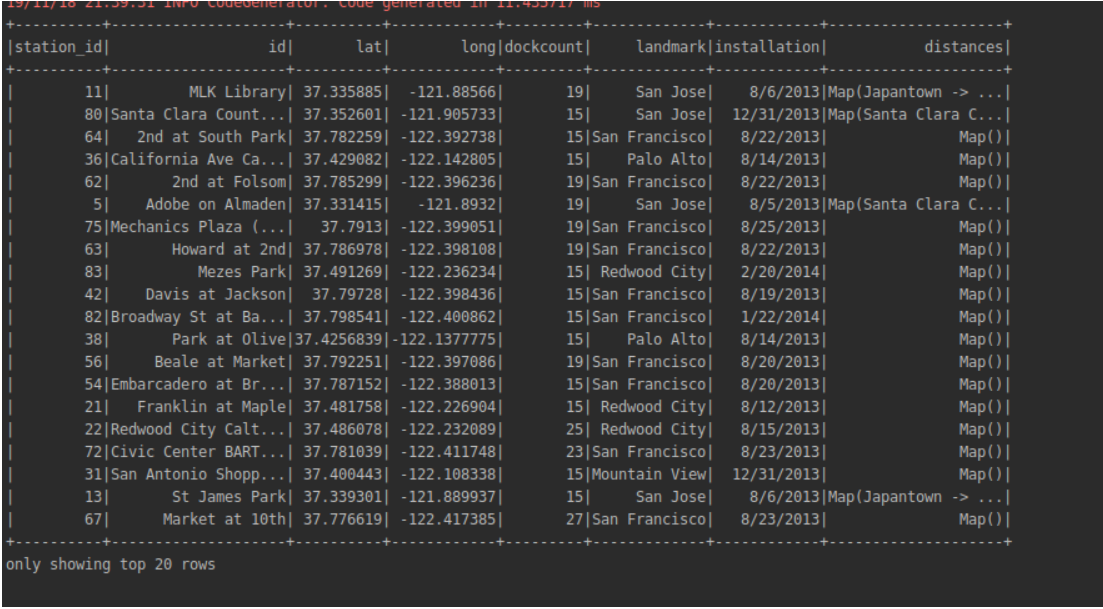 19/11/18 21:39:31 INFO CodeGenerator: Code generated in 11.435717 ms
+----------+--------------------+----------+------------+---------+-------------+------------+--------------------+
|station_id|                  id|       lat|        long|dockcount|     landmark|installation|           distances|
+----------+--------------------+----------+------------+---------+-------------+------------+--------------------+
|        11|         MLK Library| 37.335885|  -121.88566|       19|     San Jose|    8/6/2013|Map(Japantown -> ...|
|        80|Santa Clara Count...| 37.352601| -121.905733|       15|     San Jose|  12/31/2013|Map(Santa Clara C...|
|        64|   2nd at South Park| 37.782259| -122.392738|       15|San Francisco|   8/22/2013|               Map()|
|        36|California Ave Ca...| 37.429082| -122.142805|       15|    Palo Alto|   8/14/2013|               Map()|
|        62|       2nd at Folsom| 37.785299| -122.396236|       19|San Francisco|   8/22/2013|               Map()|
|         5|    Adobe on Almaden| 37.331415|   -121.8932|       19|     San Jose|    8/5/2013|Map(Santa Clara C...|
|        75|Mechanics Plaza (...|   37.7913| -122.399051|       19|San Francisco|   8/25/2013|               Map()|
|        63|       Howard at 2nd| 37.786978| -122.398108|       19|San Francisco|   8/22/2013|               Map()|
|        83|          Mezes Park| 37.491269| -122.236234|       15| Redwood City|   2/20/2014|               Map()|
|        42|    Davis at Jackson|  37.79728| -122.398436|       15|San Francisco|   8/19/2013|               Map()|
|        82|Broadway St at Ba...| 37.798541| -122.400862|       15|San Francisco|   1/22/2014|               Map()|
|        38|       Park at Olive|37.4256839|-122.1377775|       15|    Palo Alto|   8/14/2013|               Map()|
|        56|     Beale at Market| 37.792251| -122.397086|       19|San Francisco|   8/20/2013|               Map()|
|        54|Embarcadero at Br...| 37.787152| -122.388013|       15|San Francisco|   8/20/2013|               Map()|
|        21|   Franklin at Maple| 37.481758| -122.226904|       15| Redwood City|   8/12/2013|               Map()|
|        22|Redwood City Calt...| 37.486078| -122.232089|       25| Redwood City|   8/15/2013|               Map()|
|        72|Civic Center BART...| 37.781039| -122.411748|       23|San Francisco|   8/23/2013|               Map()|
|        31|San Antonio Shopp...| 37.400443| -122.108338|       15|Mountain View|  12/31/2013|               Map()|
|        13|       St James Park| 37.339301| -121.889937|       15|     San Jose|    8/6/2013|Map(Japantown -> ...|
|        67|      Market at 10th| 37.776619| -122.417385|       27|San Francisco|   8/23/2013|               Map()|
+----------+--------------------+----------+------------+---------+-------------+------------+--------------------+
only showing top 20 rows